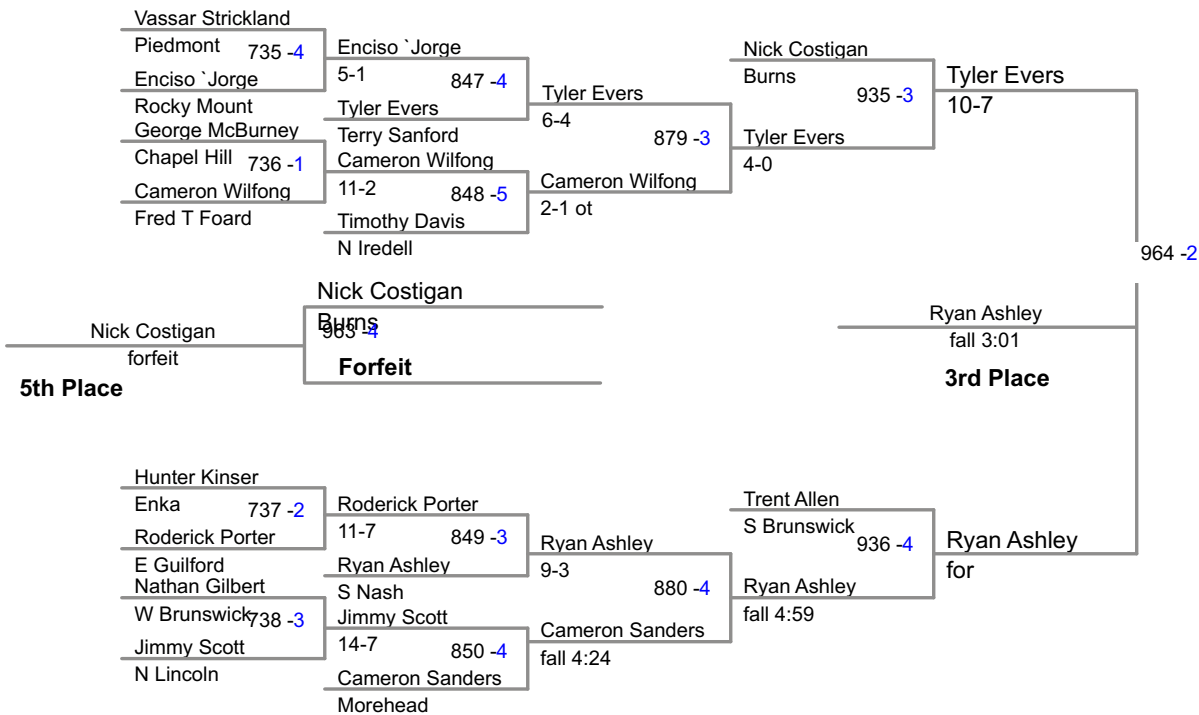 Vassar Strickland
Piedmont
735 -4
Enciso `Jorge
Rocky Mount
George McBurney
Chapel Hill
736 -1
Cameron Wilfong
Fred T Foard
Enciso `Jorge
5-1
847 -4
Tyler Evers
Terry Sanford
Cameron Wilfong
11-2
848 -5
Timothy Davis
N Iredell
Tyler Evers
6-4
879 -3
Cameron Wilfong
2-1 ot
Nick Costigan
Burns
935 -3
Tyler Evers
4-0
Tyler Evers
10-7
964 -2
Nick Costigan
Burns
963 -4
Forfeit
Nick Costigan
forfeit
5th Place
Ryan Ashley
fall 3:01
3rd Place
Hunter Kinser
Enka
737 -2
Roderick Porter
E Guilford
Nathan Gilbert
W Brunswick
738 -3
Jimmy Scott
N Lincoln
Roderick Porter
11-7
849 -3
Ryan Ashley
S Nash
Jimmy Scott
14-7
850 -4
Cameron Sanders
Morehead
Ryan Ashley
9-3
880 -4
Cameron Sanders
fall 4:24
Trent Allen
S Brunswick
936 -4
Ryan Ashley
fall 4:59
Ryan Ashley
for